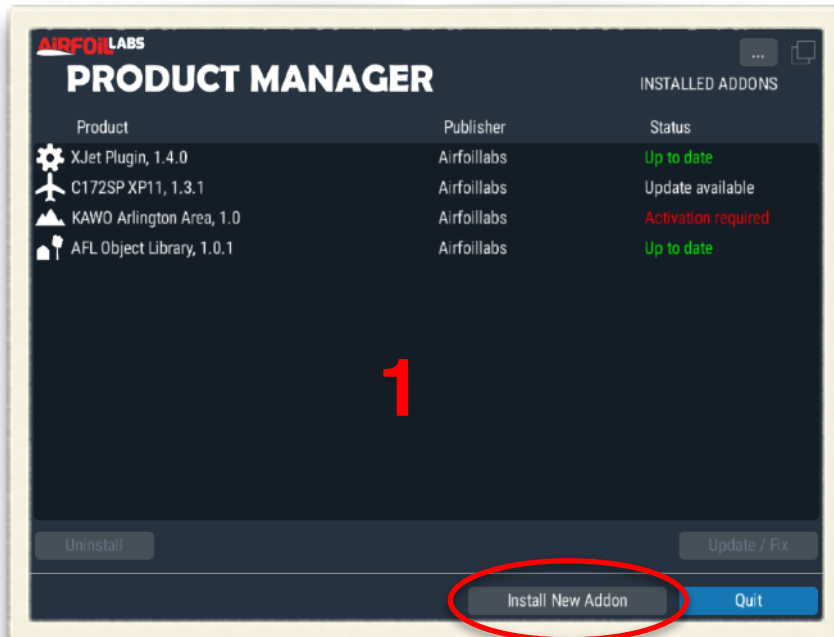 AIRFOILLABS
PRODUCT MANAGER
...
INSTALLED ADDONS
Product Publisher Status
XJet Plugin, 1.4.0 Airfoillabs Up to date
C172SP XP11, 1.3.1 Airfoillabs Update available
KAWO Arlington Area, 1.0 Airfoillabs Activation required
AFL Object Library, 1.0.1 Airfoillabs Up to date
1
Uninstall Update / Fix
Install New Addon Quit